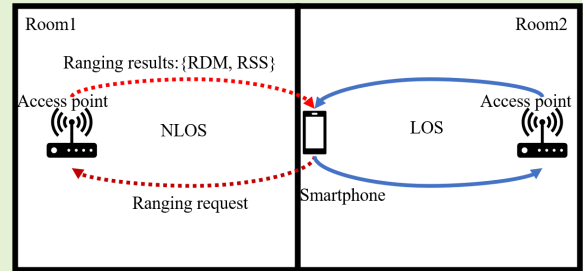 Room1
Room2
Ranging results:{RDM, RSS}
Access point
Access point
NLOS
LOS
Ranging request
Smartphone